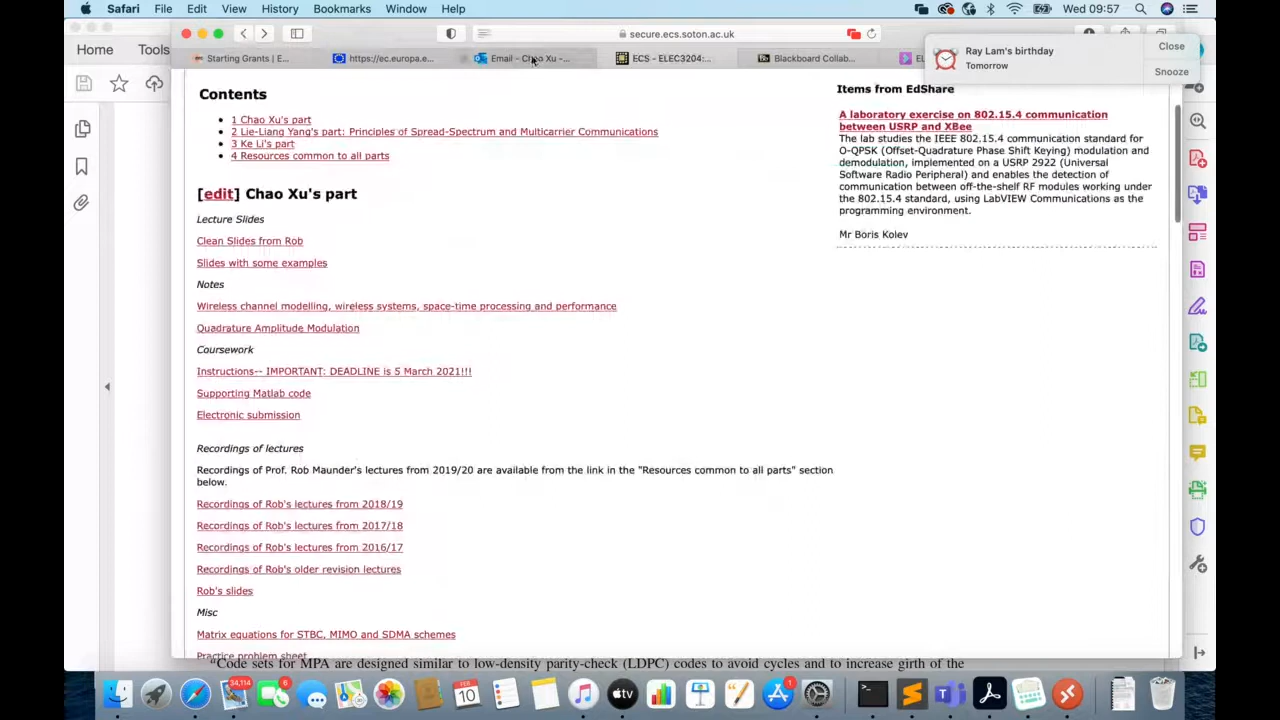 Safari File Edit View History Bookmarks Window Help Wed 09:57
Home Tools
secure.ecs.soton.ac.uk
Ray Lam's birthday
Tomorrow
Close
Snooze
Starting Grants | E...
https://ec.europa.e...
Email – Chao Xu –...
ECS - ELEC3204:...
Blackboard Collab...
Contents
1 Chao Xu's part
2 Lie-Liang Yang's part: Principles of Spread-Spectrum and Multicarrier Communications
3 Ke Li's part
4 Resources common to all parts
[edit] Chao Xu's part
Lecture Slides
Clean Slides from Rob
Slides with some examples
Notes
Wireless channel modelling, wireless systems, space-time processing and performance
Quadrature Amplitude Modulation
Coursework
Instructions-- IMPORTANT: DEADLINE is 5 March 2021!!!
Supporting Matlab code
Electronic submission
Recordings of lectures
Recordings of Prof. Rob Maunder's lectures from 2019/20 are available from the link in the "Resources common to all parts" section
below.
Recordings of Rob's lectures from 2018/19
Recordings of Rob's lectures from 2017/18
Recordings of Rob's lectures from 2016/17
Recordings of Rob's older revision lectures
Rob's slides
Misc
Matrix equations for STBC, MIMO and SDMA schemes
Practice problem sheet
Items from EdShare
A laboratory exercise on 802.15.4 communication
between USRP and XBee
The lab studies the IEEE 802.15.4 communication standard for
O-QPSK (Offset-Quadrature Phase Shift Keying) modulation and
demodulation, implemented on a USRP 2922 (Universal
Software Radio Peripheral) and enables the detection of
communication between off-the-shelf RF modules working under
the 802.15.4 standard, using LabVIEW Communications as the
programming environment.
Mr Boris Kolev
"Code sets for MPA are designed similar to low-density parity-check (LDPC) codes to avoid cycles and to increase girth of the
34,114
6
FEB
10
tv
1